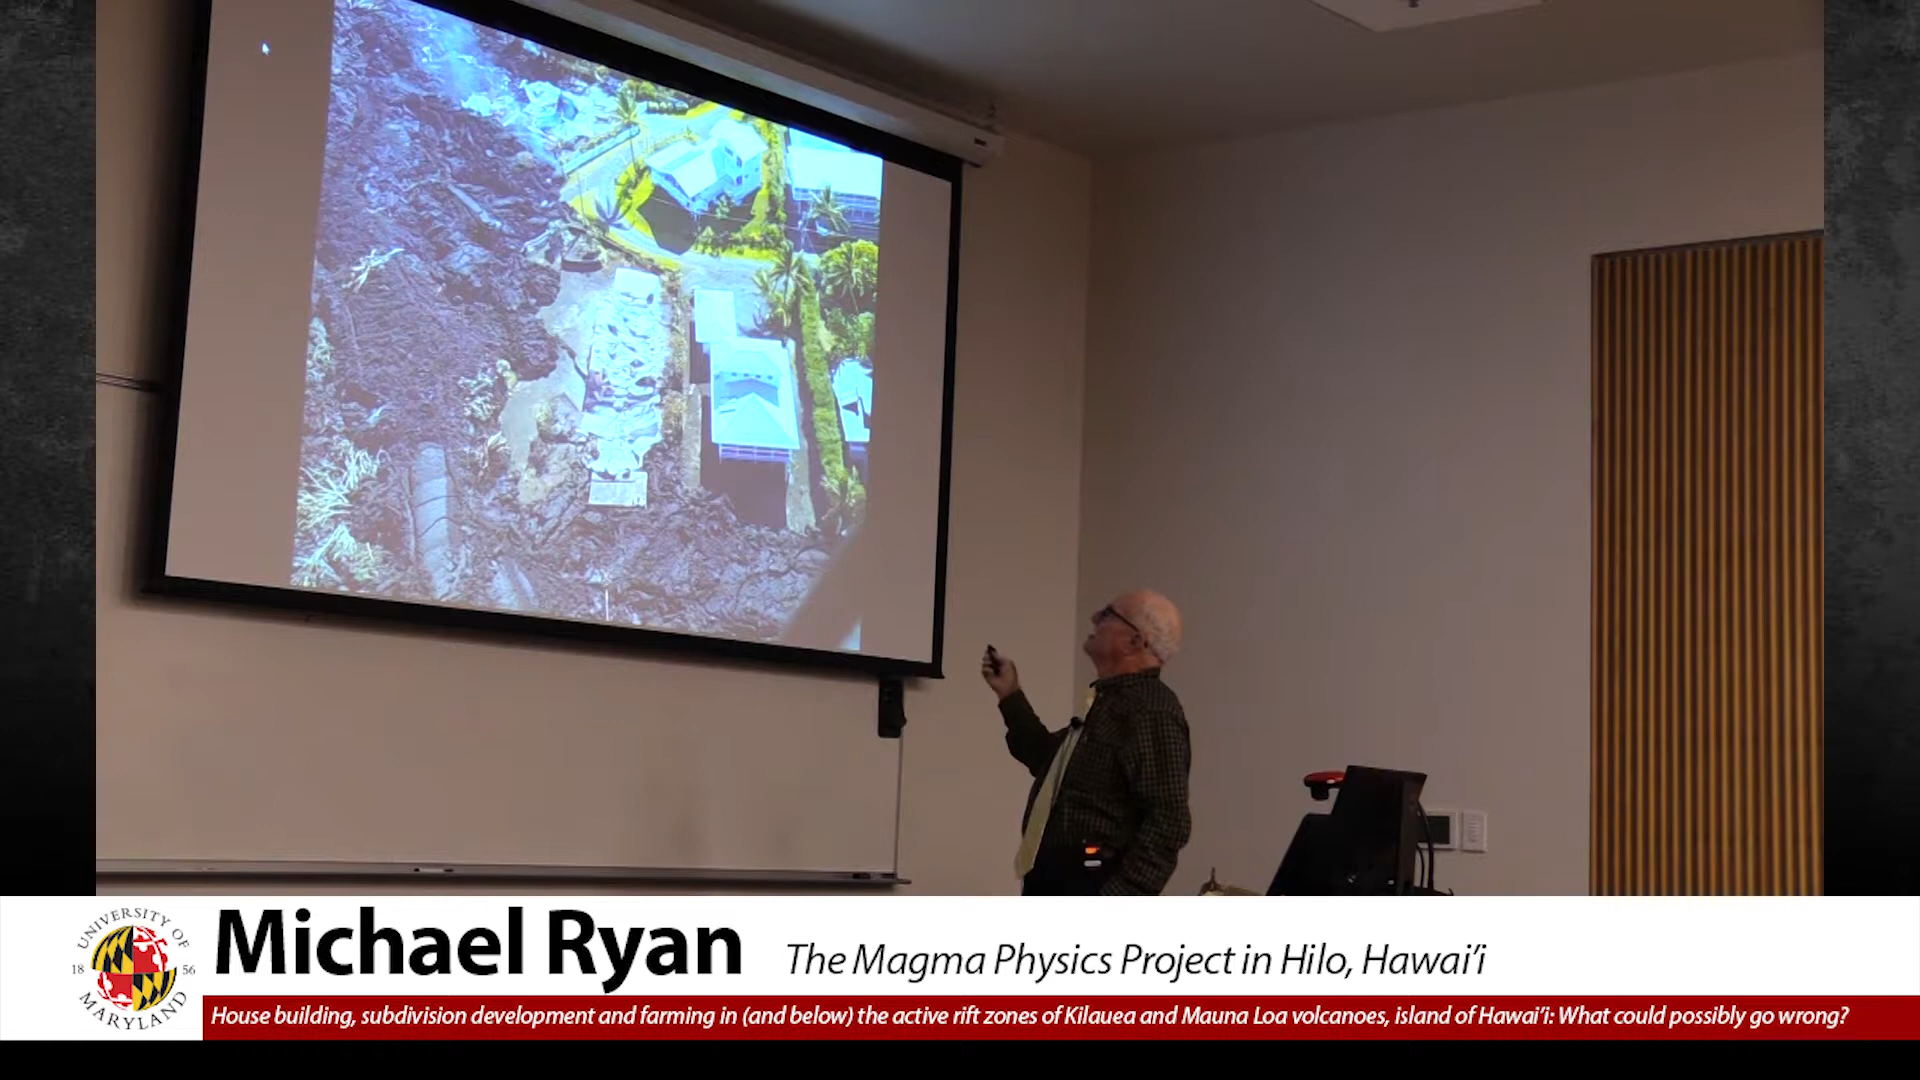 UNIVERSITY OF
18 56
MARYLAND
Michael Ryan
The Magma Physics Project in Hilo, Hawai‘i
House building, subdivision development and farming in (and below) the active rift zones of Kilauea and Mauna Loa volcanoes, island of Hawai‘i: What could possibly go wrong?